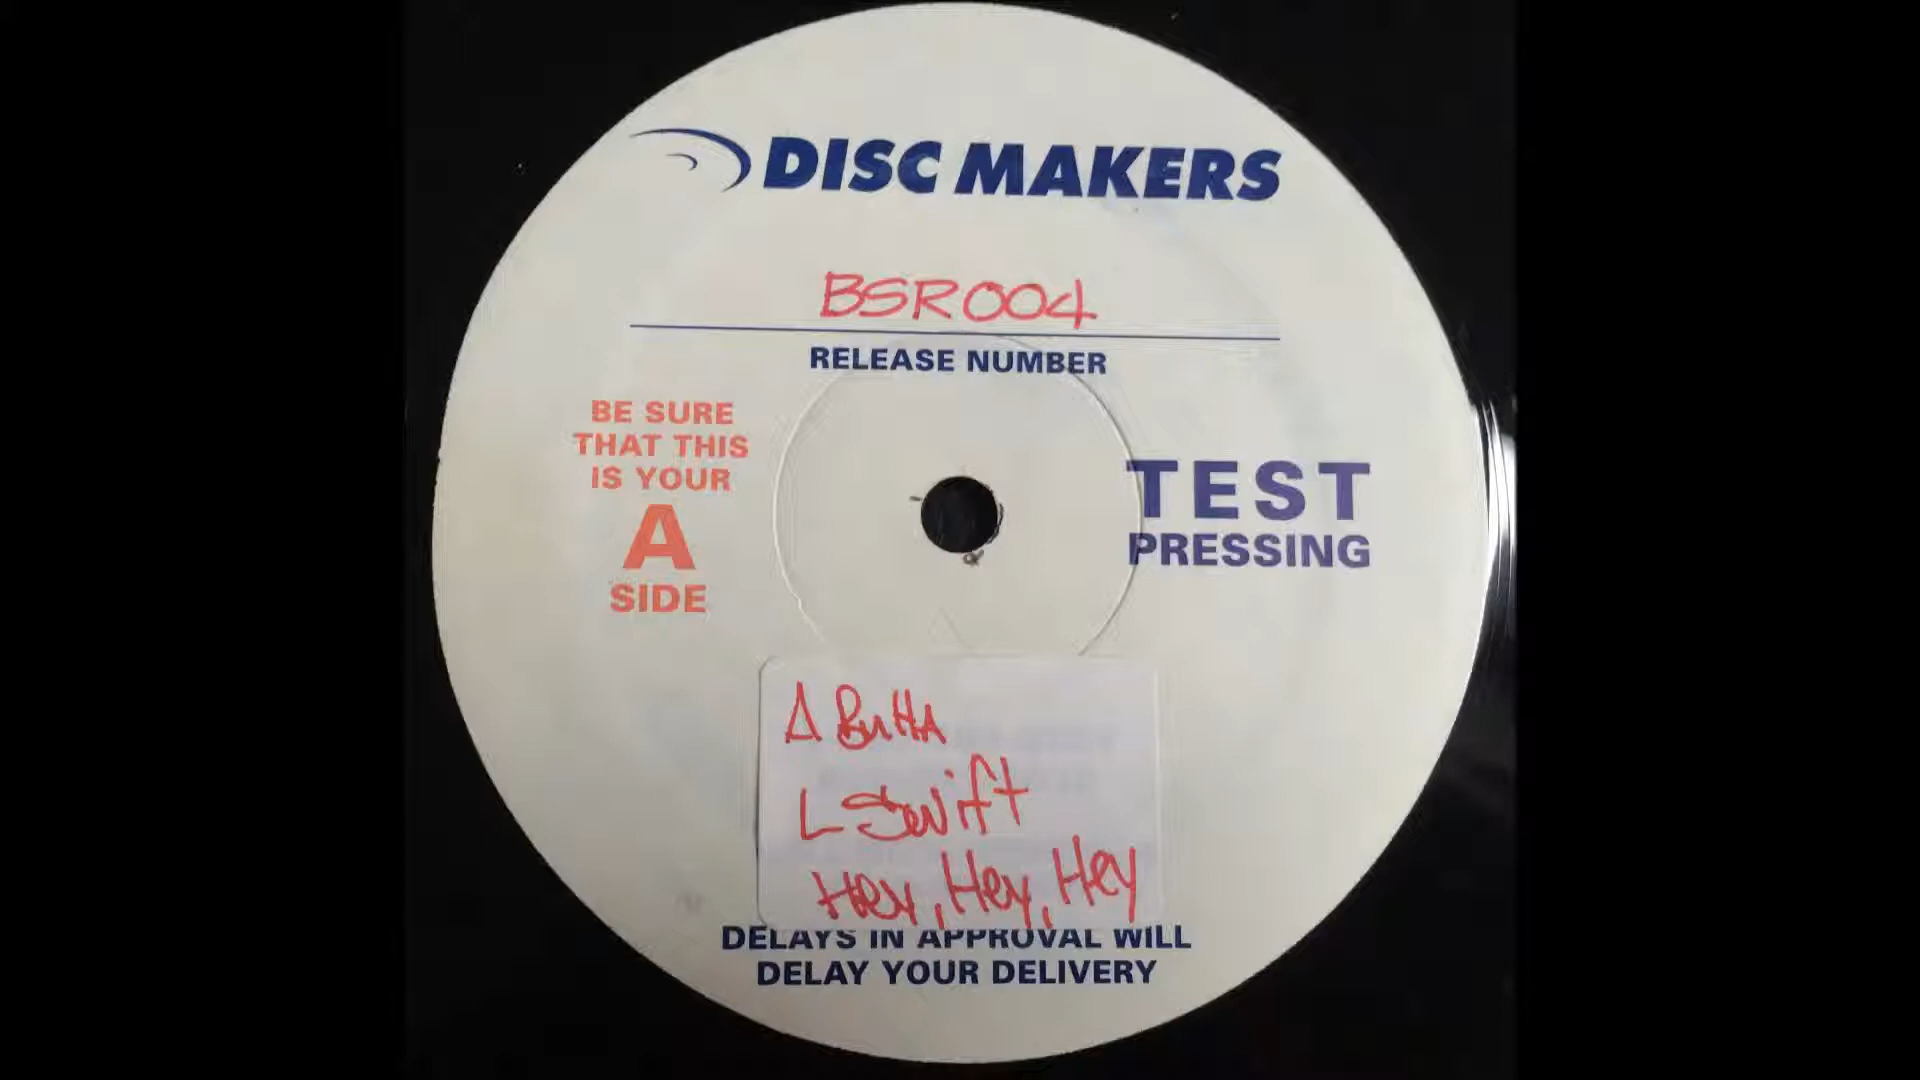 DISC MAKERS
BSR004
RELEASE NUMBER
BE SURE
THAT THIS
IS YOUR
A
SIDE
TEST
PRESSING
A Butta
L Swift
Hey, Hey, Hey
DELAYS IN APPROVAL WILL
DELAY YOUR DELIVERY